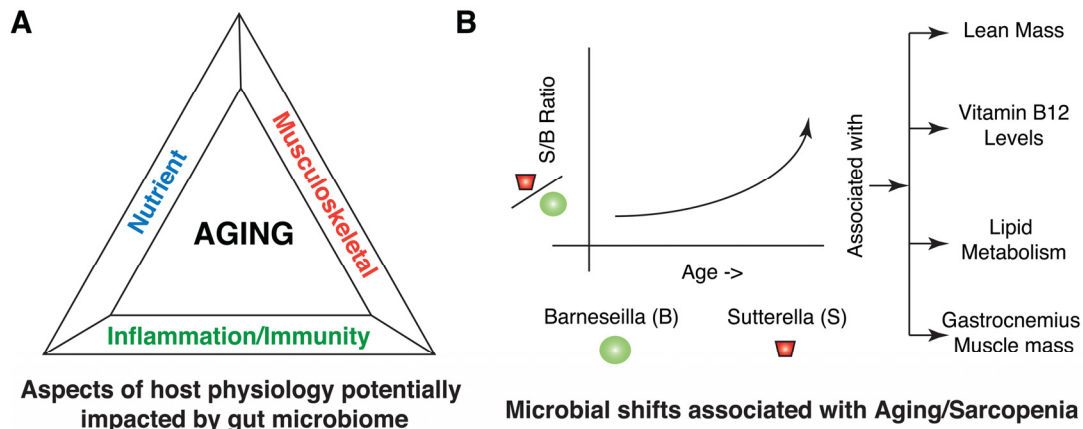 A
Nutrient
Musculoskeletal
AGING
Inflammation/Immunity
Aspects of host physiology potentially
impacted by gut microbiome
B
S/B Ratio
Age ->
Barneseilla (B)
Sutterella (S)
Associated with
Lean Mass
Vitamin B12
Levels
Lipid
Metabolism
Gastrocnemius
Muscle mass
Microbial shifts associated with Aging/Sarcopenia